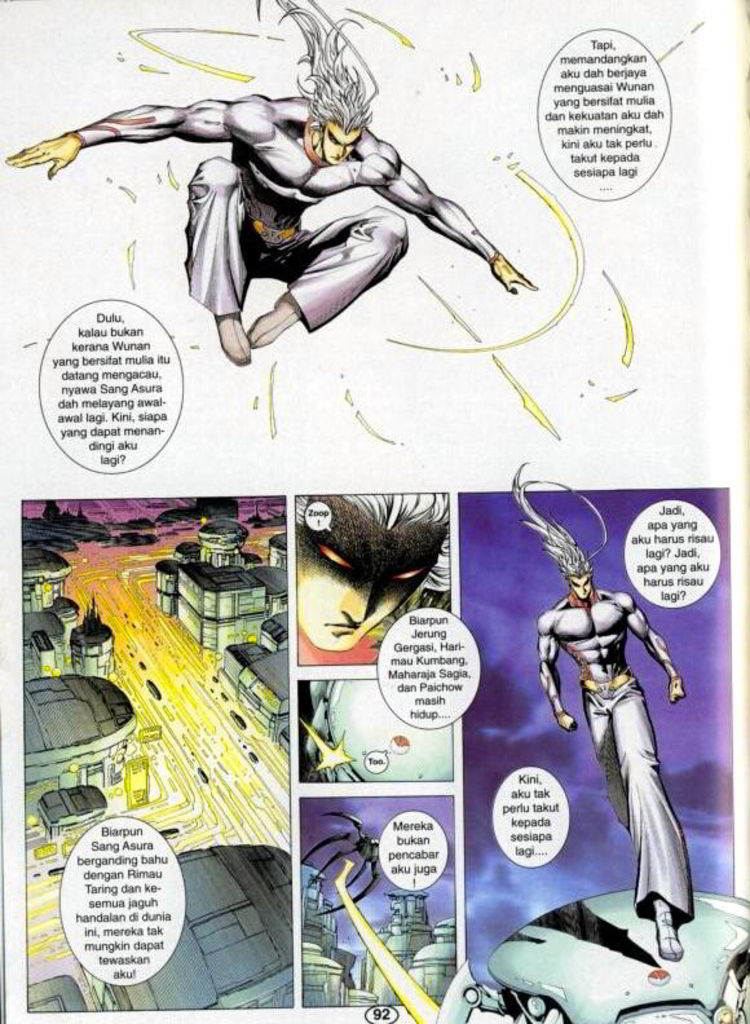 Tapi,
memandangkan
aku dah berjaya
menguasai Wunan
yang bersifat mulia
dan kekuatan aku dah
makin meningkat,
kini aku tak perlu
takut kepada
sesiapa lagi
....
Dulu,
kalau bukan
kerana Wunan
yang bersifat mulia itu
datang mengacau,
nyawa Sang Asura
dah melayang awal-
awal lagi. Kini, siapa
yang dapat menan-
dingi aku
lagi?
Biarpun
Sang Asura
berganding bahu
dengan Rimau
Taring dan ke-
semua jaguh
handalan di dunia
ini, mereka tak
mungkin dapat
tewaskan
aku!
Zoop
!
Biarpun
Jerung
Gergasi, Hari-
mau Kumbang,
Maharaja Sagia,
dan Paichow
masih
hidup....
Too.
Mereka
bukan
pencabar
aku juga
!
Jadi,
apa yang
aku harus risau
lagi? Jadi,
apa yang aku
harus risau
lagi?
Kini,
aku tak
perlu takut
kepada
sesiapa
lagi....
92